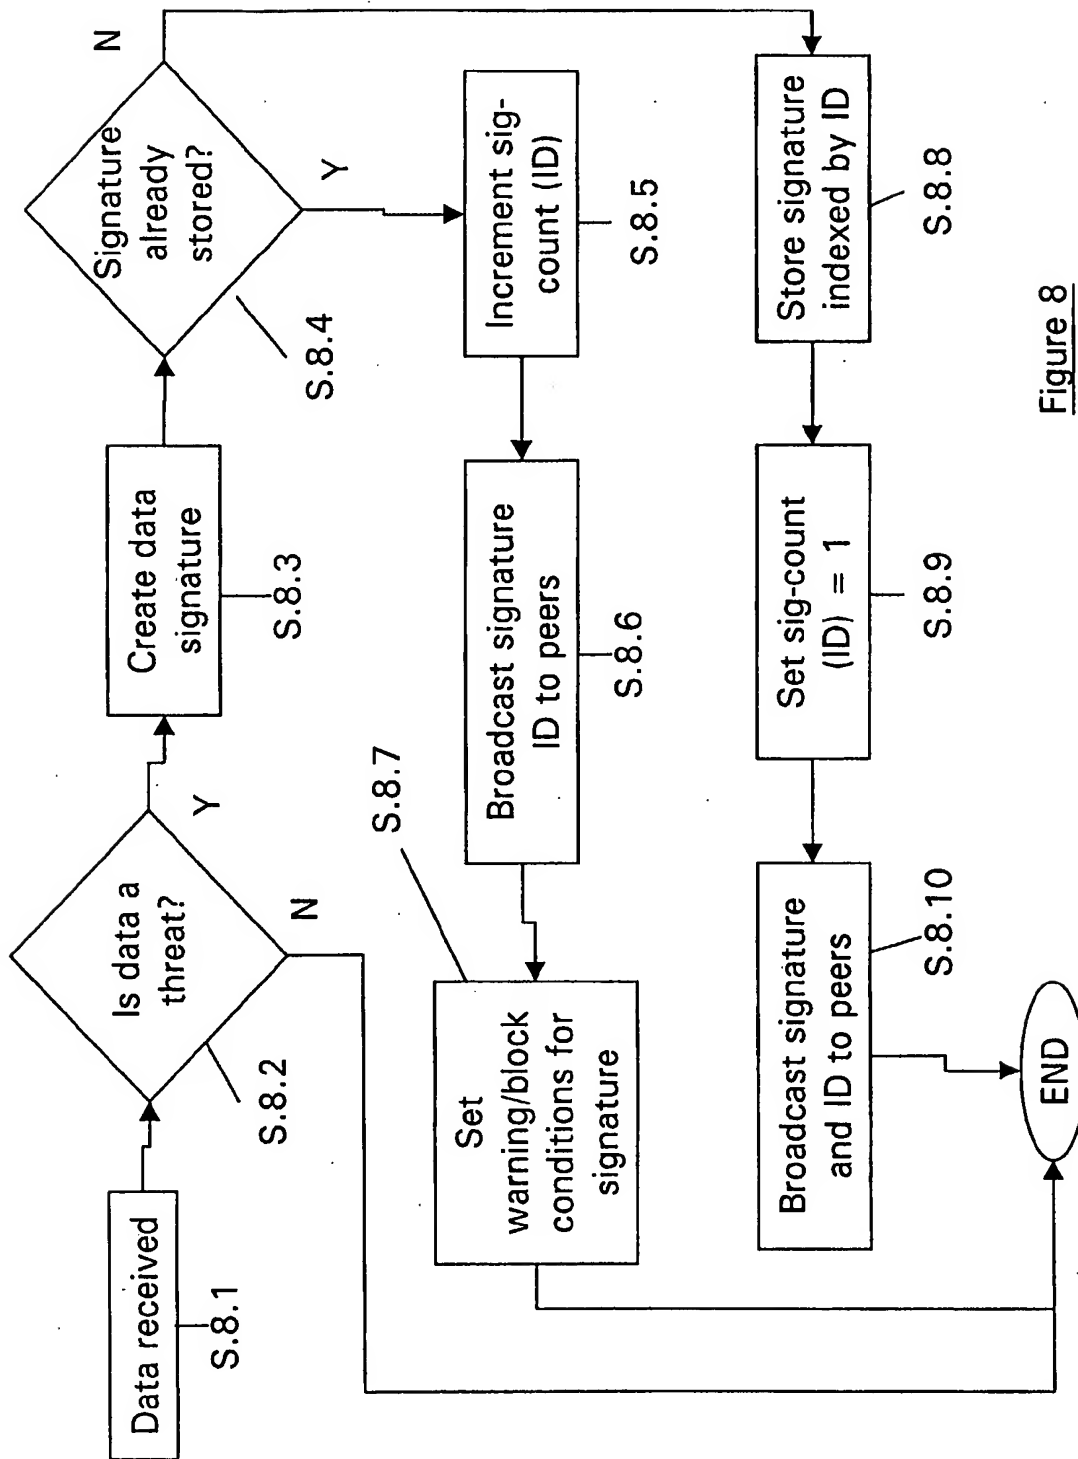 Data received
S.8.1
Is data a
threat?
S.8.2
Y
N
Create data
signature
S.8.3
Signature
already
stored?
S.8.4
N
Y
Increment sig-
count (ID)
S.8.5
Broadcast signature
ID to peers
S.8.6
Set
warning/block
conditions for
signature
S.8.7
Store signature
indexed by ID
S.8.8
Set sig-count
(ID) = 1
S.8.9
Broadcast signature
and ID to peers
S.8.10
END
Figure 8